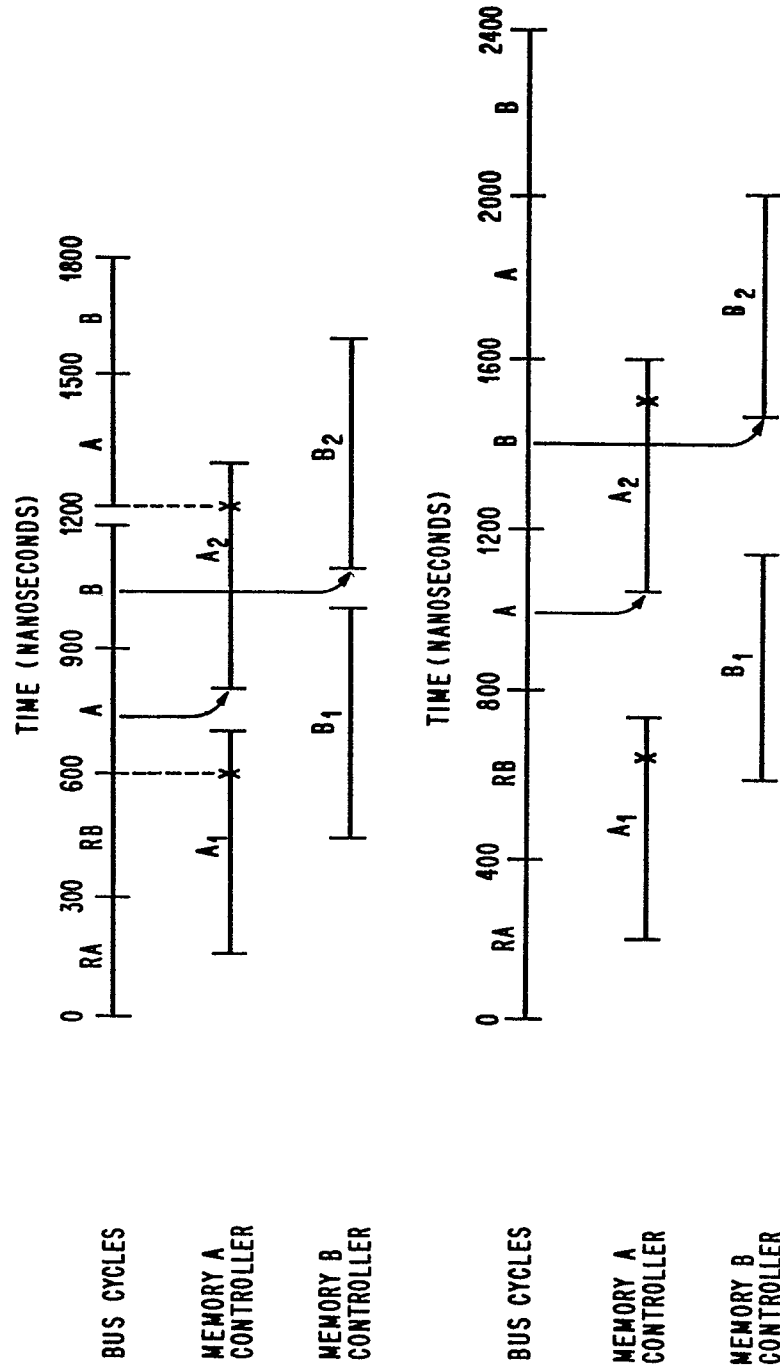 TIME (NANOSECONDS)
0 300 600 900 1200 1500 1800
BUS CYCLES
RA RB A B A B
MEMORY A
CONTROLLER
A1 A2
MEMORY B
CONTROLLER
B1 B2
TIME (NANOSECONDS)
0 400 800 1200 1600 2000 2400
BUS CYCLES
RA RB A B A B
MEMORY A
CONTROLLER
A1 A2
MEMORY B
CONTROLLER
B1 B2